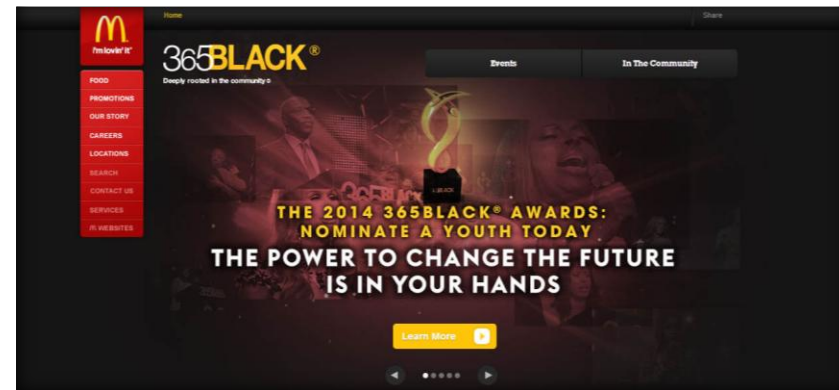 Home
Share
i'm lovin' it®
365BLACK®
Deeply rooted in the community®
Events
In The Community
FOOD
PROMOTIONS
OUR STORY
CAREERS
LOCATIONS
SEARCH
CONTACT US
SERVICES
m WEBSITES
365BLACK
THE 2014 365BLACK® AWARDS:
NOMINATE A YOUTH TODAY
THE POWER TO CHANGE THE FUTURE
IS IN YOUR HANDS
Learn More